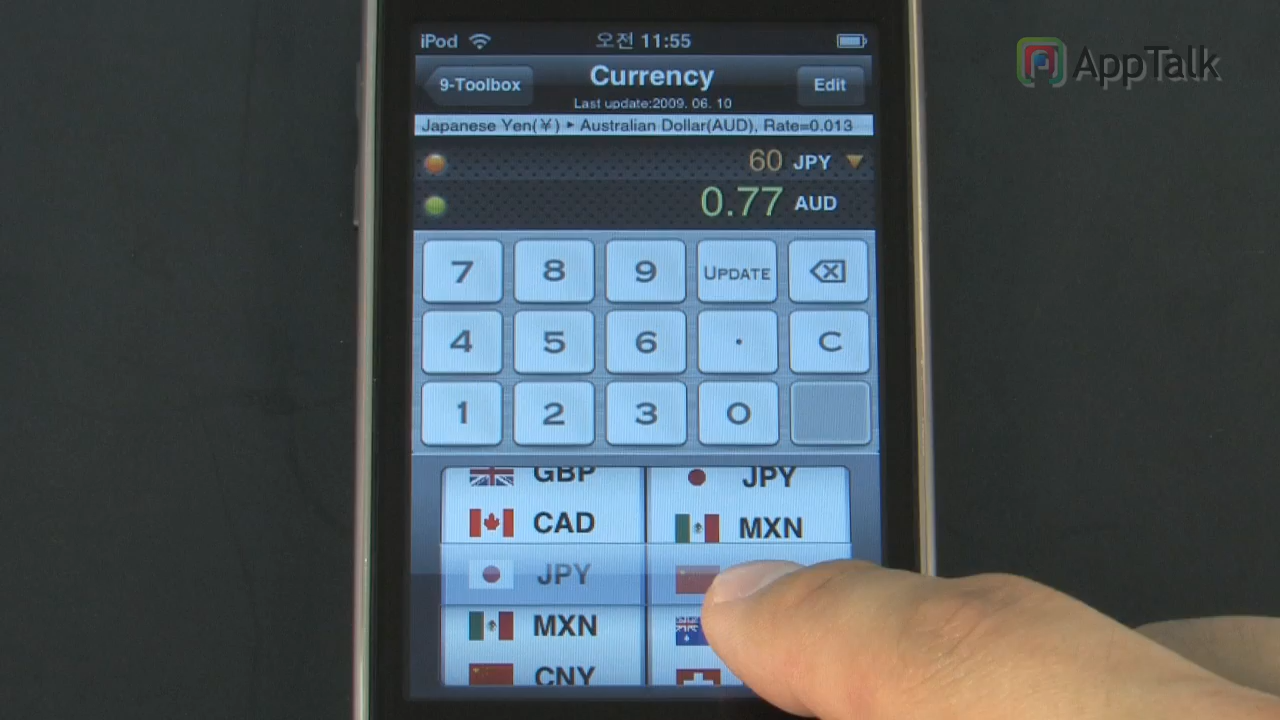 iPod 오전 11:55
AppTalk
9-Toolbox Currency Edit
Last update:2009. 06. 10
Japanese Yen(¥) ▸ Australian Dollar(AUD), Rate=0.013
60 JPY
0.77 AUD
7 8 9 UPDATE
4 5 6 . C
1 2 3 0
GBP JPY
CAD MXN
JPY
MXN
CNY